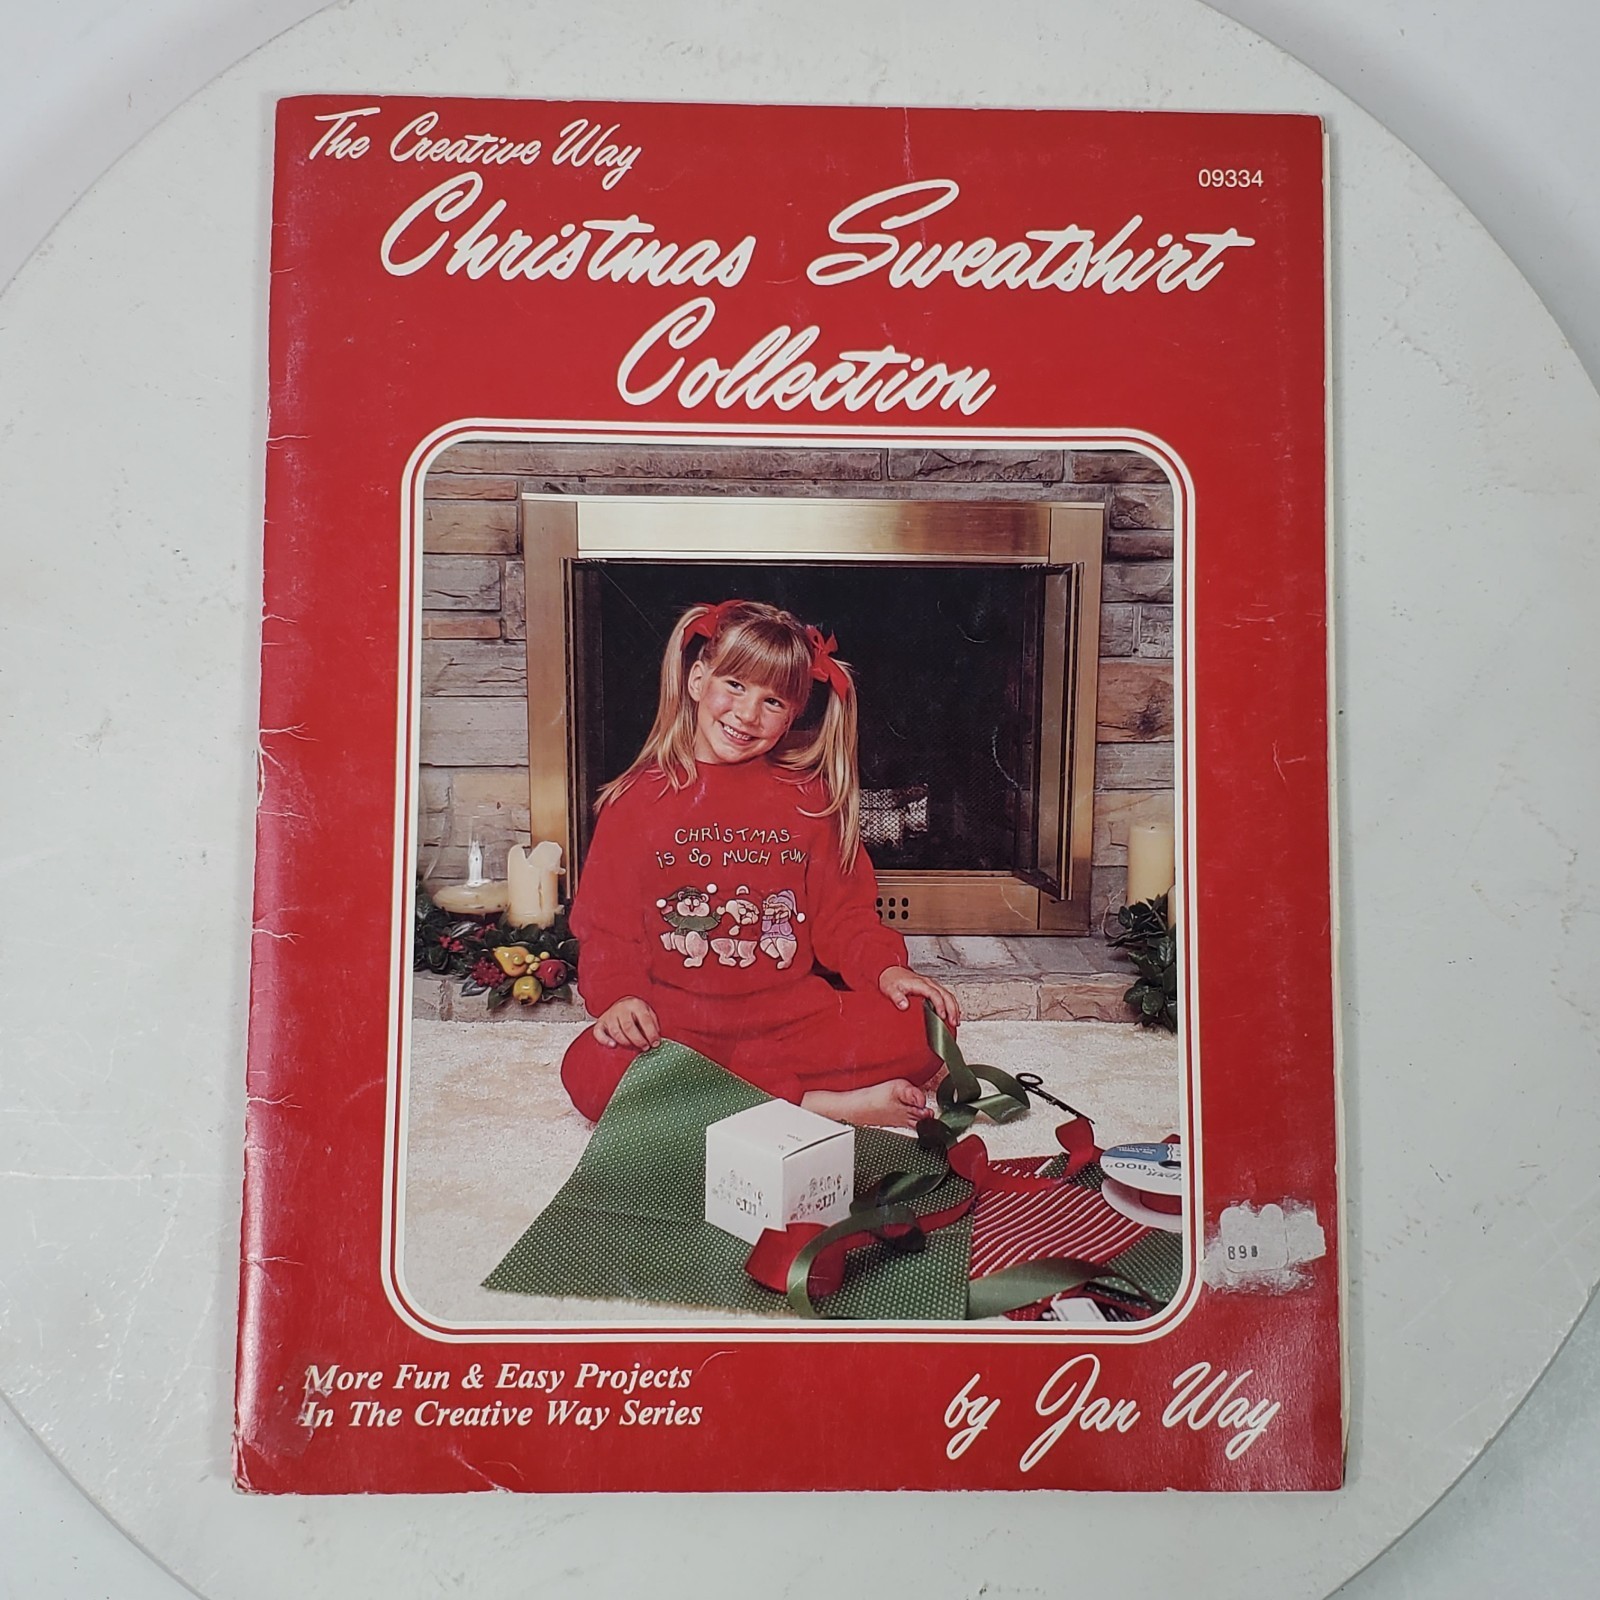 The Creative Way
09334
Christmas Sweatshirt
Collection
CHRISTMAS
IS SO MUCH FUN
898
More Fun & Easy Projects
In The Creative Way Series
by Jan Way